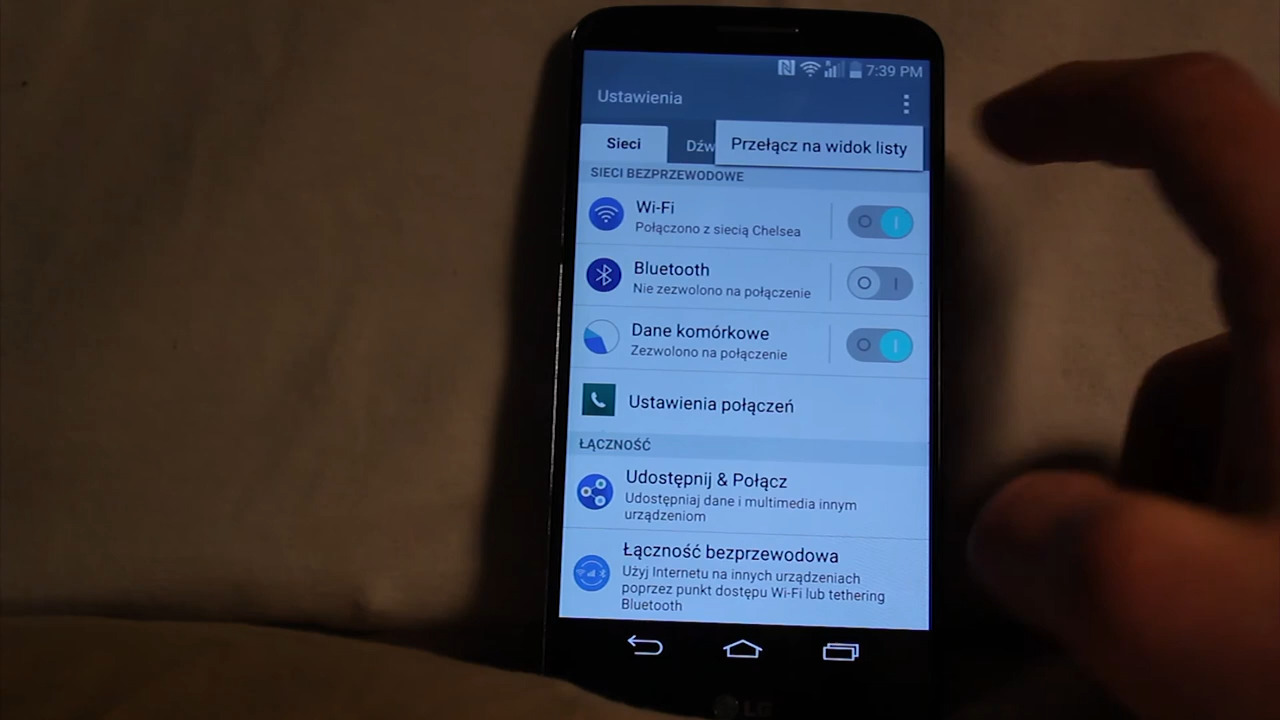 7:39 PM
Ustawienia
Sieci
Dźw
Przełącz na widok listy
SIECI BEZPRZEWODOWE
Wi-Fi
Połączono z siecią Chelsea
Bluetooth
Nie zezwolono na połączenie
Dane komórkowe
Zezwolono na połączenie
Ustawienia połączeń
ŁĄCZNOŚĆ
Udostępnij & Połącz
Udostępniaj dane i multimedia innym
urządzeniom
Łączność bezprzewodowa
Użyj Internetu na innych urządzeniach
poprzez punkt dostępu Wi-Fi lub tethering
Bluetooth
LG